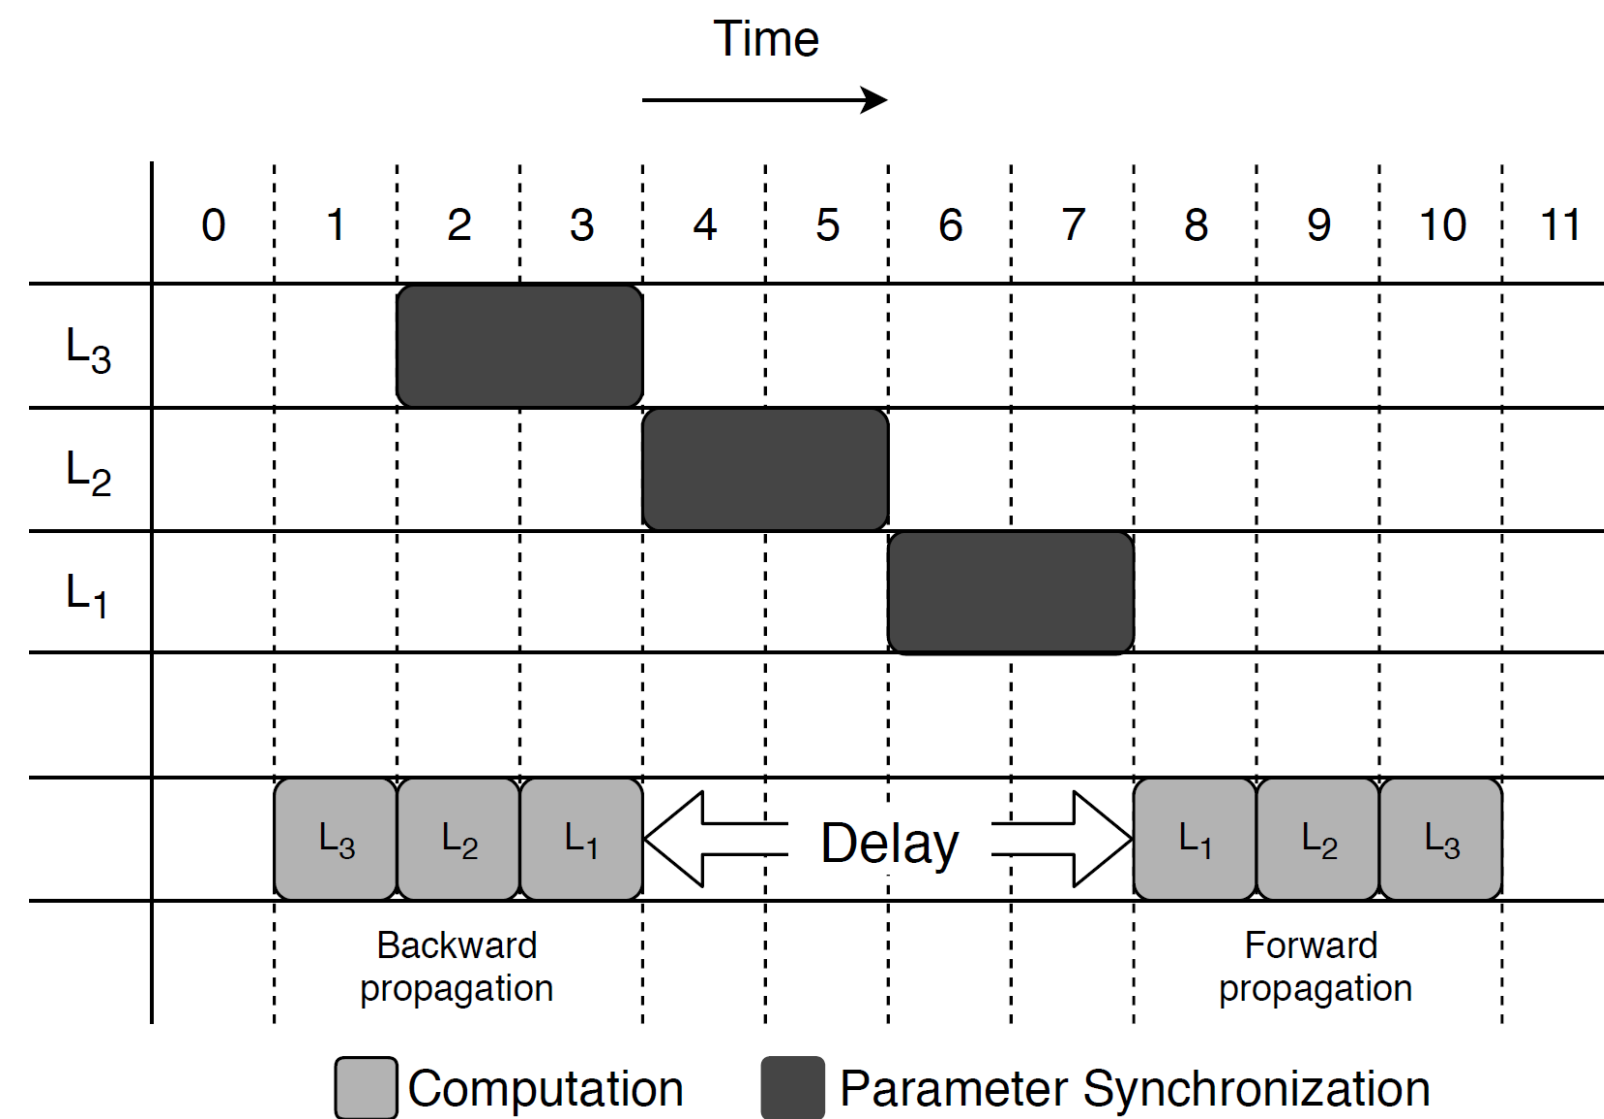 Time
0 1 2 3 4 5 6 7 8 9 10 11
L3
L2
L1
L3 L2 L1 Delay L1 L2 L3
Backward
propagation
Forward
propagation
Computation Parameter Synchronization